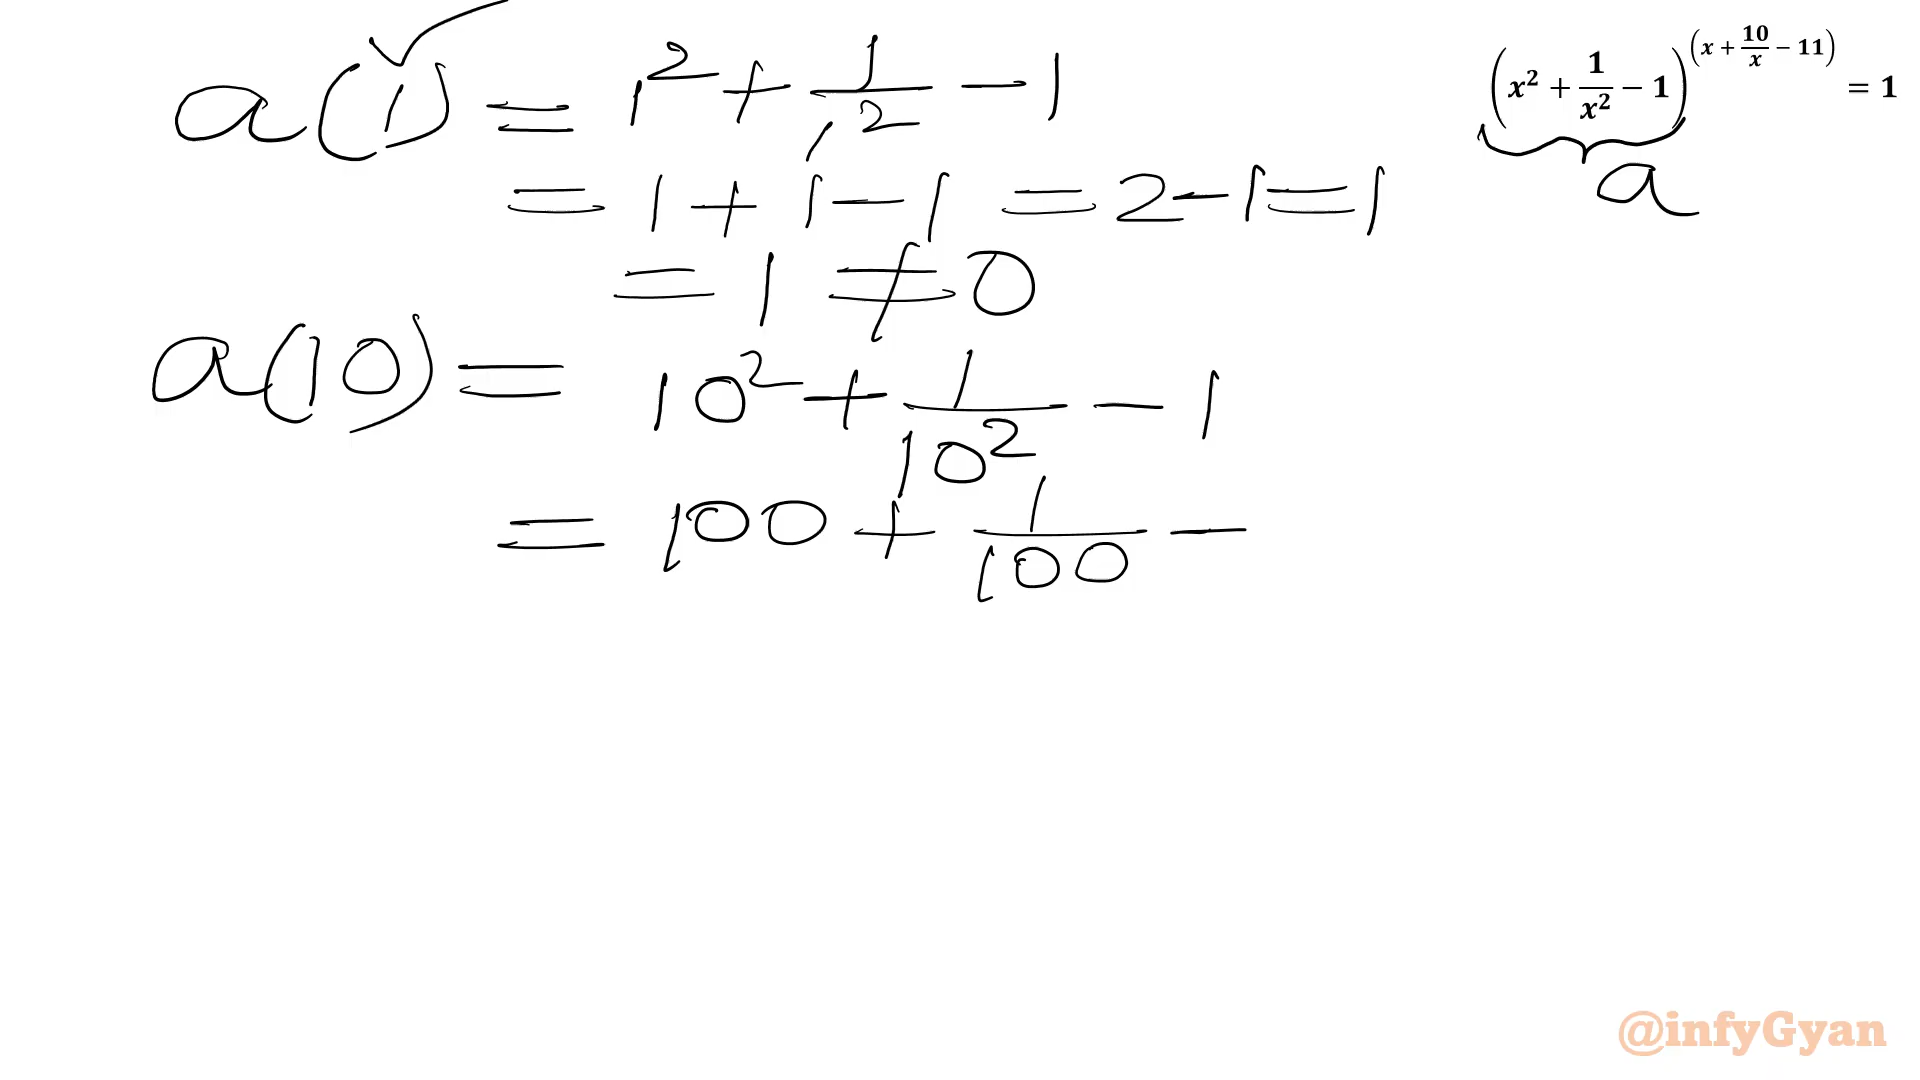 a(1) = 1² + 1/1² − 1
(x² + 1/x² − 1)^(x + 10/x − 11) = 1
a
= 1 + 1 − 1 = 2 − 1 = 1
= 1 ≠ 0
a(10) = 10² + 1/10² − 1
= 100 + 1/100 −
@infyGyan